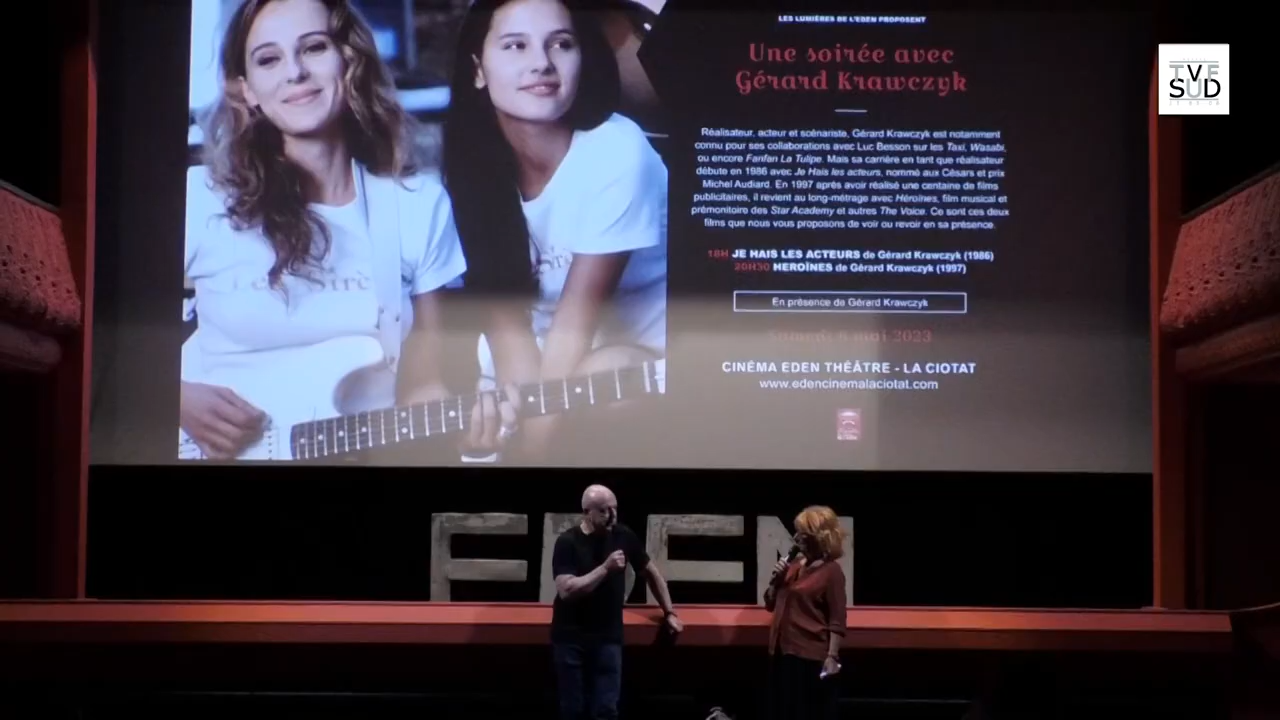 LES LUMIÈRES DE L'EDEN PROPOSENT
Une soirée avec
Gérard Krawczyk
Réalisateur, acteur et scénariste, Gérard Krawczyk est notamment
connu pour ses collaborations avec Luc Besson sur les Taxi, Wasabi,
ou encore Fanfan La Tulipe. Mais sa carrière en tant que réalisateur
débute en 1986 avec Je Hais les acteurs, nommé aux Césars et prix
Michel Audiard. En 1997 après avoir réalisé une centaine de films
publicitaires, il revient au long-métrage avec Héroïnes, film musical et
prémonitoire des Star Academy et autres The Voice. Ce sont ces deux
films que nous vous proposons de voir ou revoir en sa présence.
18H JE HAIS LES ACTEURS de Gérard Krawczyk (1986)
20H30 HEROÏNES de Gérard Krawczyk (1997)
En présence de Gérard Krawczyk
Samedi 6 mai 2023
CINÉMA EDEN THÉÂTRE - LA CIOTAT
www.edencinemalaciotat.com
TVE
SUD
EDEN